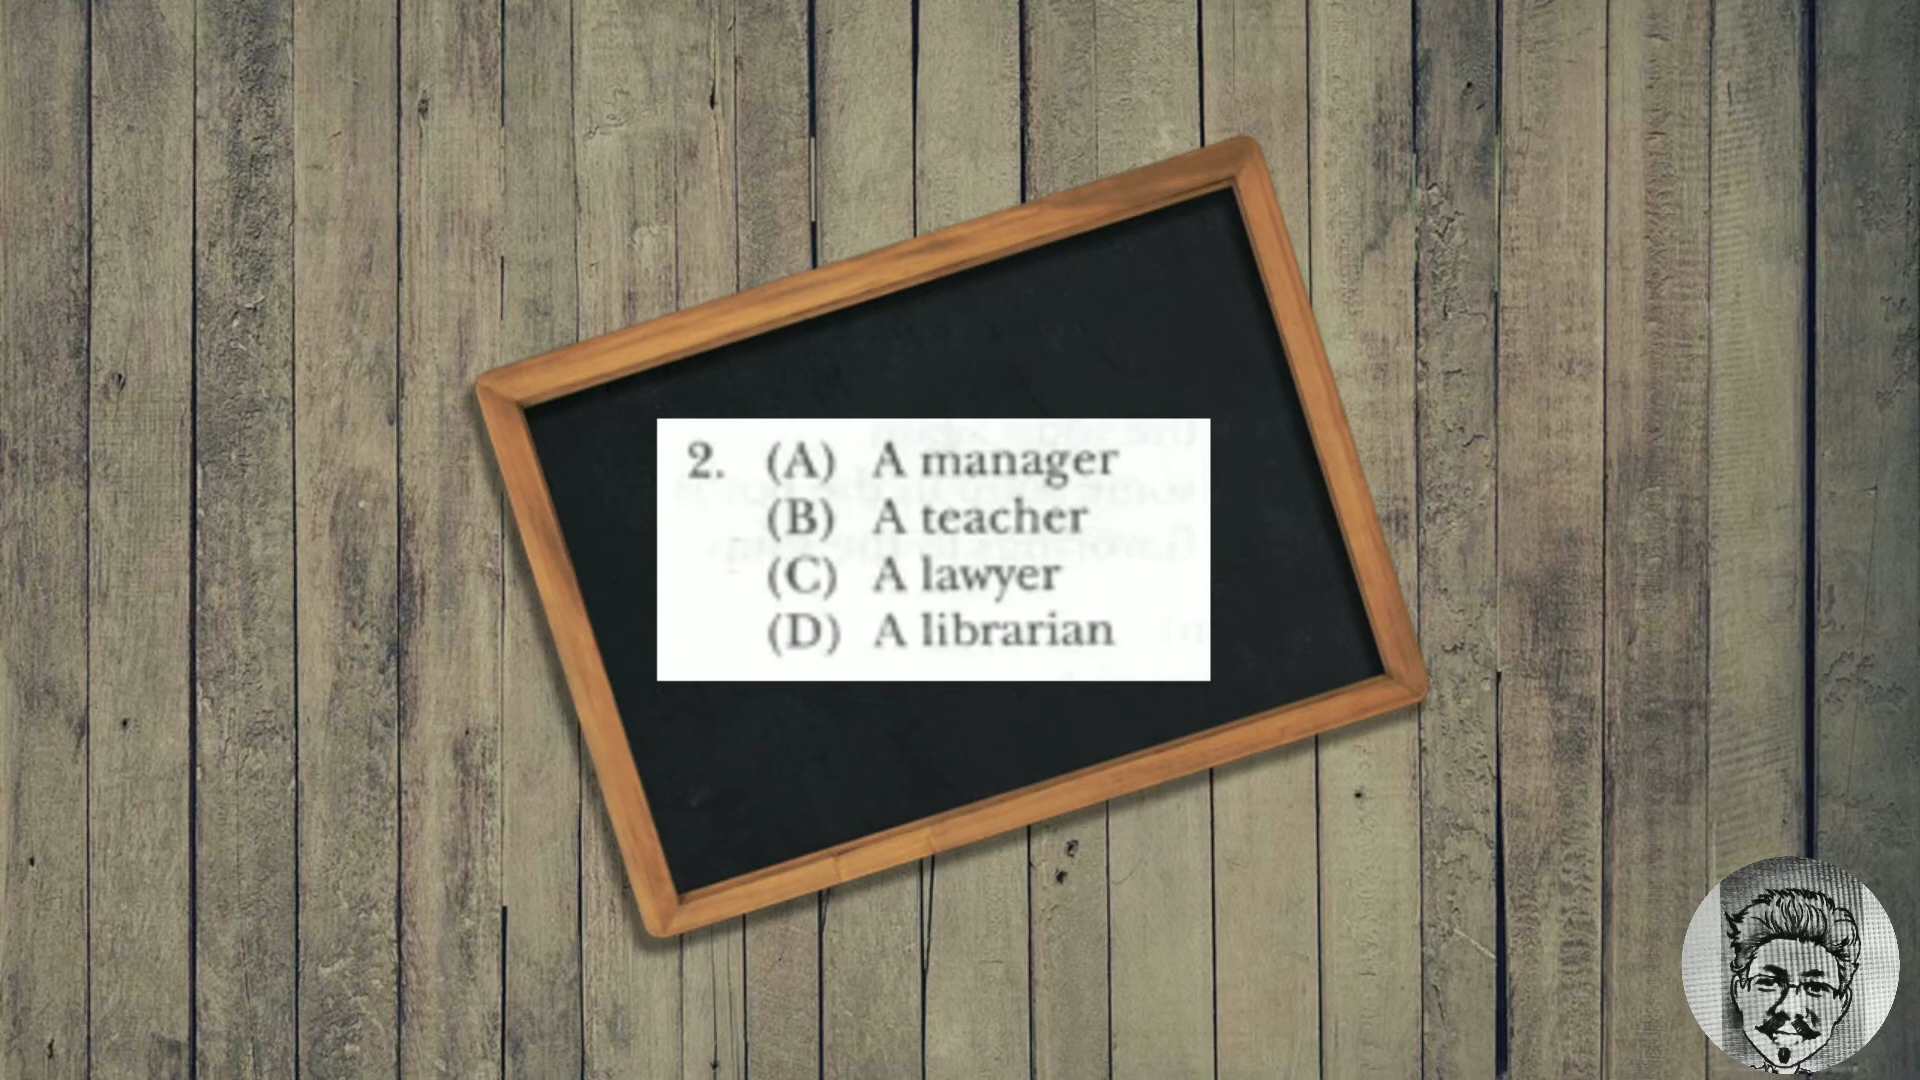 2. (A) A manager
(B) A teacher
(C) A lawyer
(D) A librarian